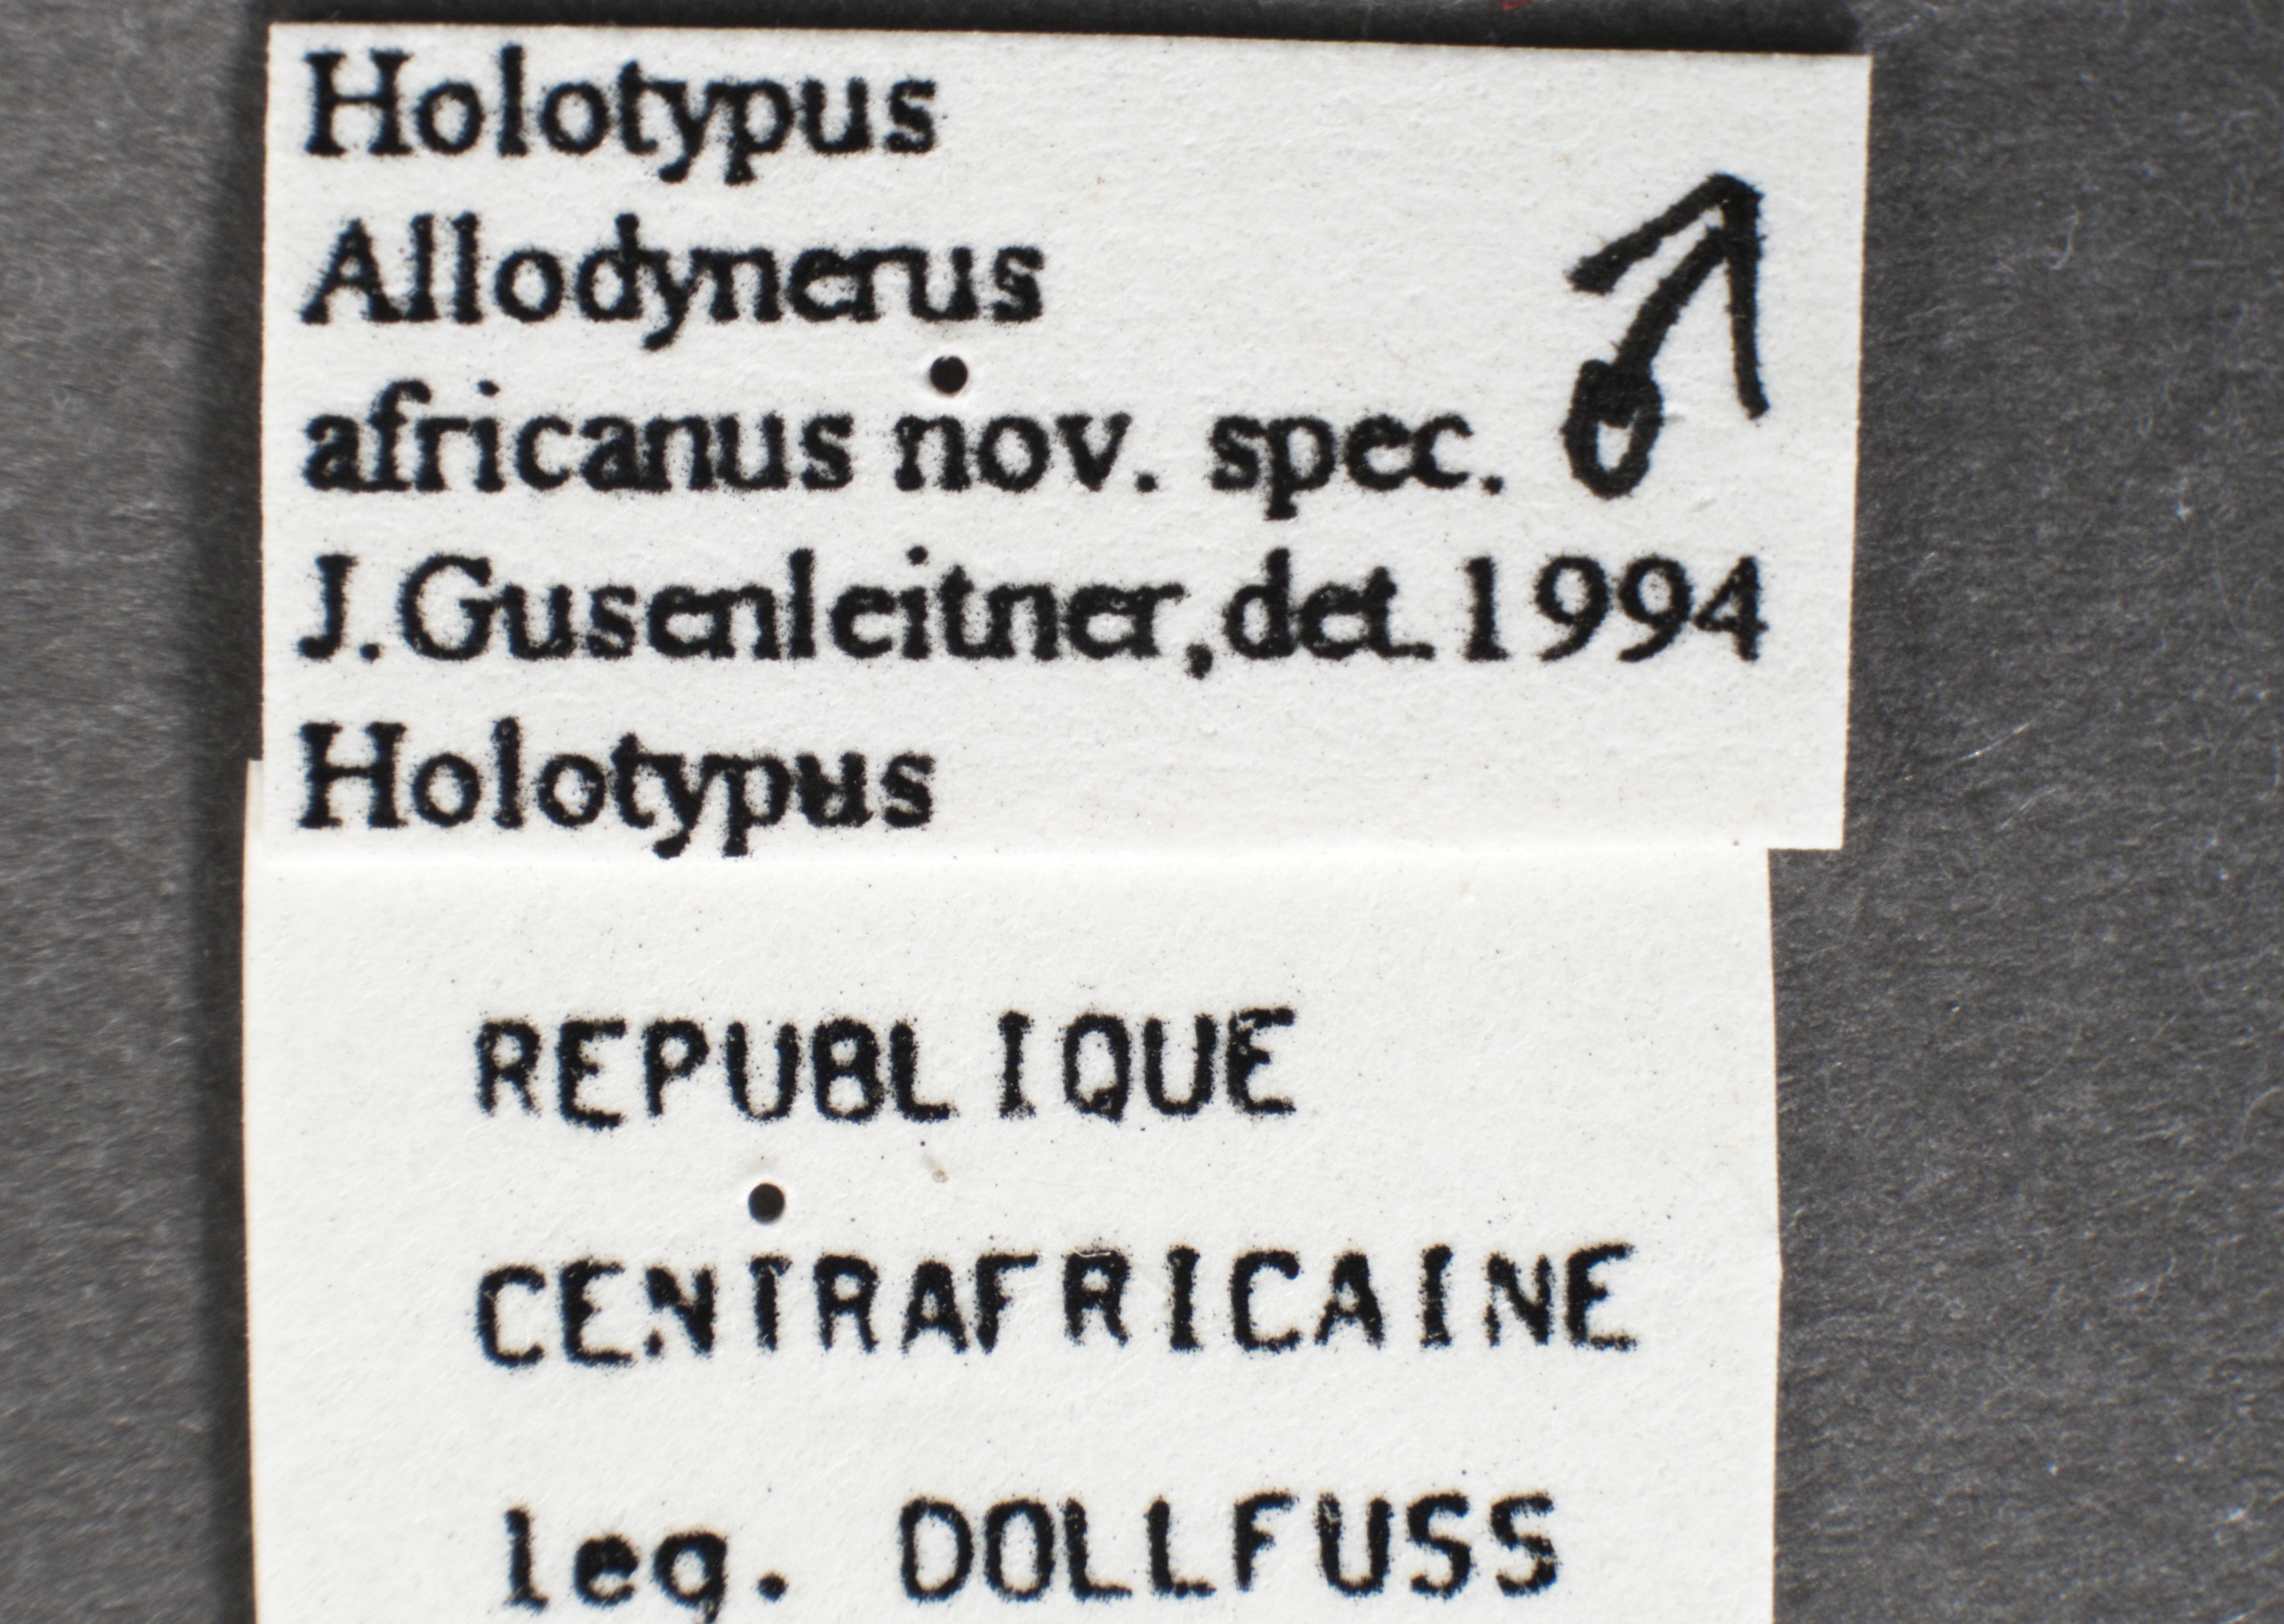 Holotypus
Allodynerus
africanus nov. spec. ♂
J.Gusenleitner,det.1994
Holotypus
REPUBLIQUE
CENTRAFRICAINE
leg. DOLLFUSS